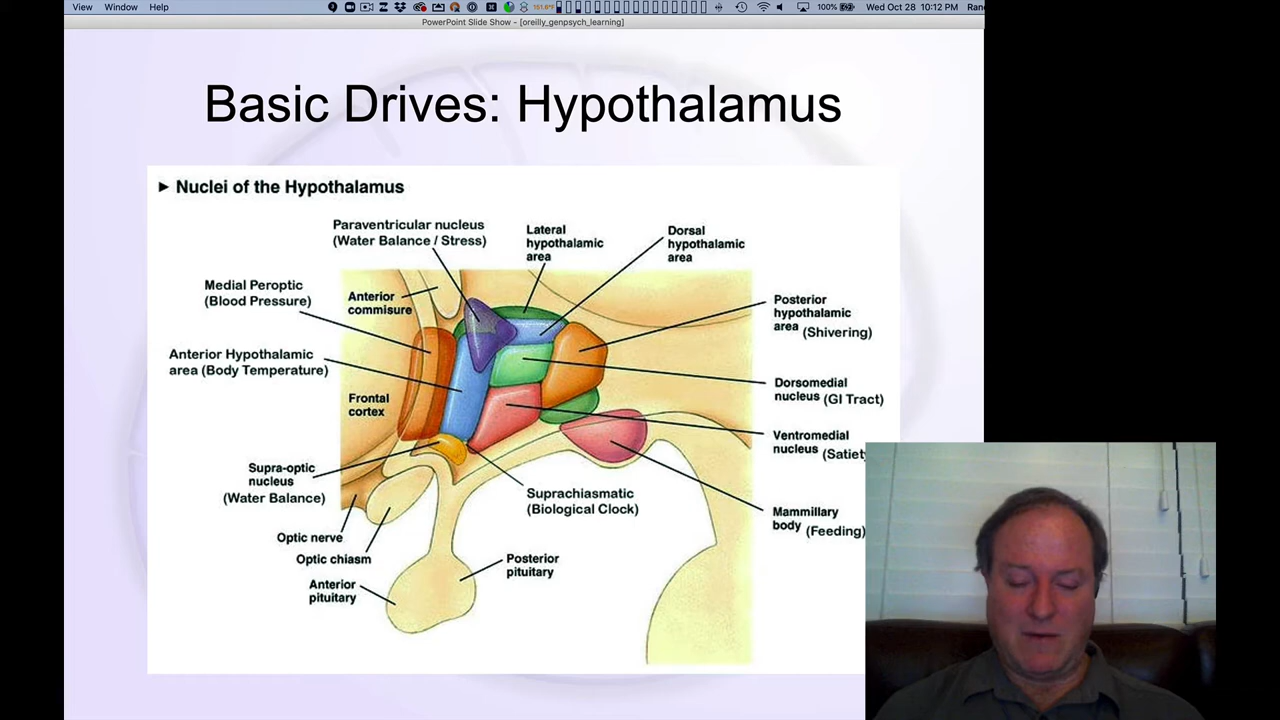 View Window Help
151.6°F
100%
Wed Oct 28 10:12 PM
PowerPoint Slide Show - [oreilly_genpsych_learning]
Basic Drives: Hypothalamus
► Nuclei of the Hypothalamus
Paraventricular nucleus
(Water Balance / Stress)
Lateral
hypothalamic
area
Dorsal
hypothalamic
area
Medial Peroptic
(Blood Pressure)
Anterior
commisure
Posterior
hypothalamic
area (Shivering)
Anterior Hypothalamic
area (Body Temperature)
Dorsomedial
nucleus (GI Tract)
Frontal
cortex
Ventromedial
nucleus
Supra-optic
nucleus
(Water Balance)
Suprachiasmatic
(Biological Clock)
Mammillary
body (Feeding)
Optic nerve
Optic chiasm
Posterior
pituitary
Anterior
pituitary